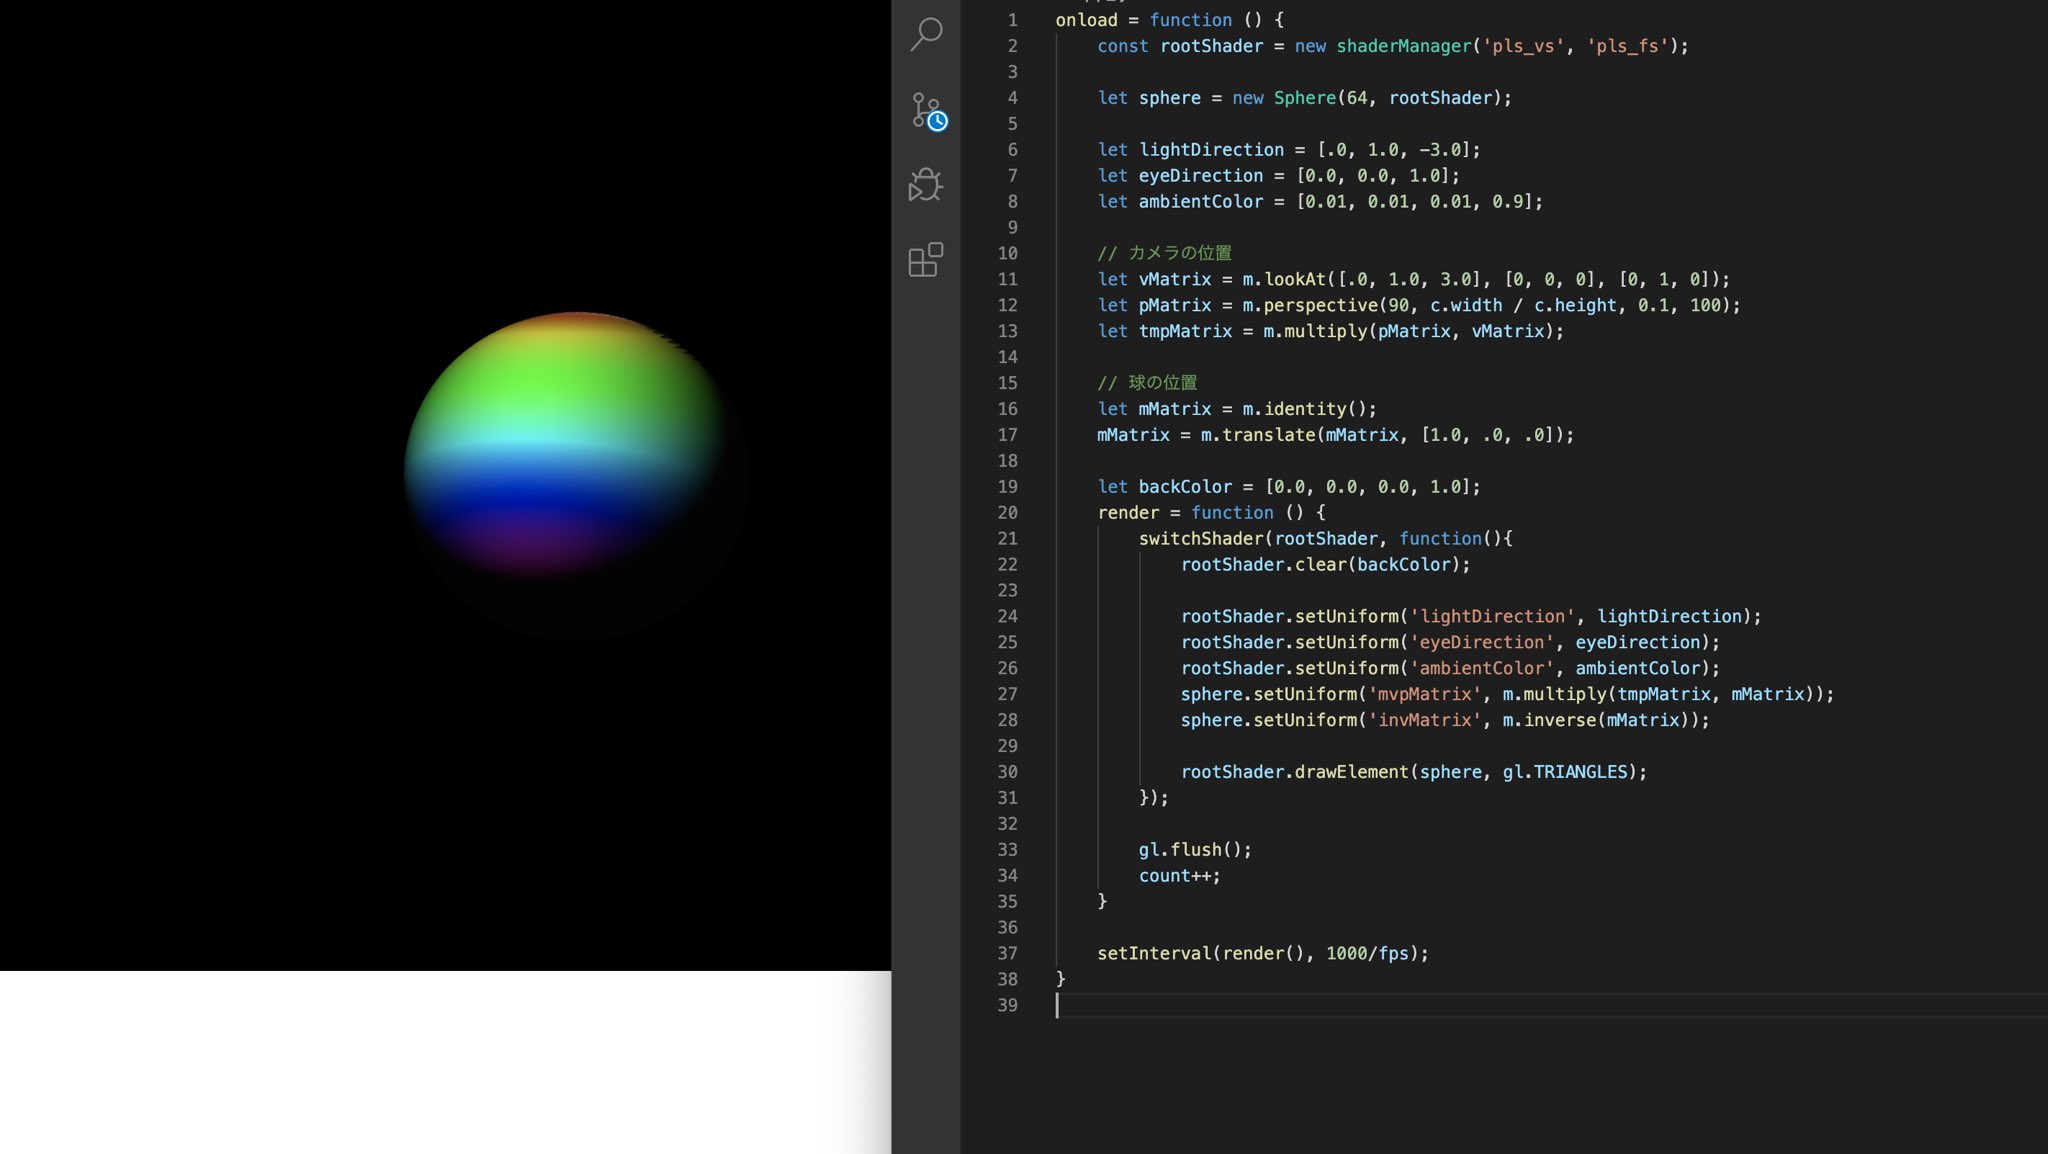 1 onload = function () {
2 const rootShader = new shaderManager('pls_vs', 'pls_fs');
3
4 let sphere = new Sphere(64, rootShader);
5
6 let lightDirection = [.0, 1.0, -3.0];
7 let eyeDirection = [0.0, 0.0, 1.0];
8 let ambientColor = [0.01, 0.01, 0.01, 0.9];
9
10 // カメラの位置
11 let vMatrix = m.lookAt([.0, 1.0, 3.0], [0, 0, 0], [0, 1, 0]);
12 let pMatrix = m.perspective(90, c.width / c.height, 0.1, 100);
13 let tmpMatrix = m.multiply(pMatrix, vMatrix);
14
15 // 球の位置
16 let mMatrix = m.identity();
17 mMatrix = m.translate(mMatrix, [1.0, .0, .0]);
18
19 let backColor = [0.0, 0.0, 0.0, 1.0];
20 render = function () {
21 switchShader(rootShader, function(){
22 rootShader.clear(backColor);
23
24 rootShader.setUniform('lightDirection', lightDirection);
25 rootShader.setUniform('eyeDirection', eyeDirection);
26 rootShader.setUniform('ambientColor', ambientColor);
27 sphere.setUniform('mvpMatrix', m.multiply(tmpMatrix, mMatrix));
28 sphere.setUniform('invMatrix', m.inverse(mMatrix));
29
30 rootShader.drawElement(sphere, gl.TRIANGLES);
31 });
32
33 gl.flush();
34 count++;
35 }
36
37 setInterval(render(), 1000/fps);
38 }
39